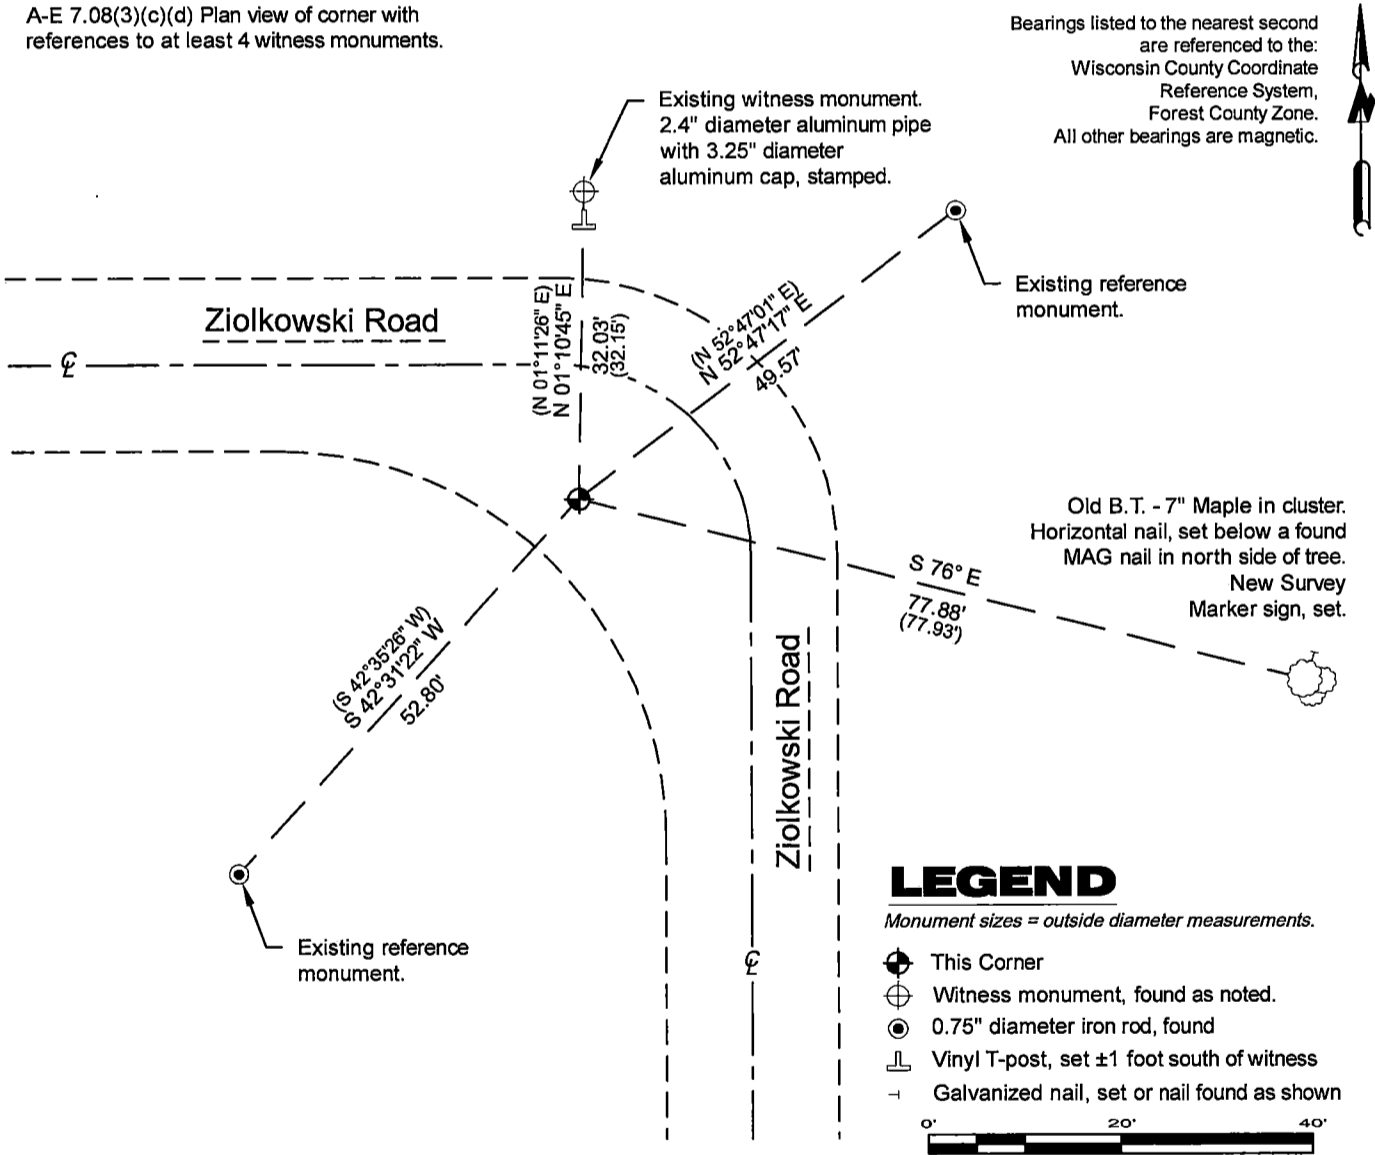 A-E 7.08(3)(c)(d) Plan view of corner with
references to at least 4 witness monuments.
Bearings listed to the nearest second
are referenced to the:
Wisconsin County Coordinate
Reference System,
Forest County Zone.
All other bearings are magnetic.
N
Existing witness monument.
2.4" diameter aluminum pipe
with 3.25" diameter
aluminum cap, stamped.
Existing reference
monument.
Ziolkowski Road
℄
(N 01°11'26" E)
N 01°10'45" E
32.03'
(32.15')
(N 52°47'01" E)
N 52°47'17" E
49.57'
Old B.T. - 7" Maple in cluster.
Horizontal nail, set below a found
MAG nail in north side of tree.
New Survey
Marker sign, set.
S 76° E
77.88'
(77.93')
(S 42°35'26" W)
S 42°31'22" W
52.80'
Ziolkowski Road
℄
Existing reference
monument.
LEGEND
Monument sizes = outside diameter measurements.
This Corner
Witness monument, found as noted.
0.75" diameter iron rod, found
Vinyl T-post, set ±1 foot south of witness
Galvanized nail, set or nail found as shown
0' 20' 40'